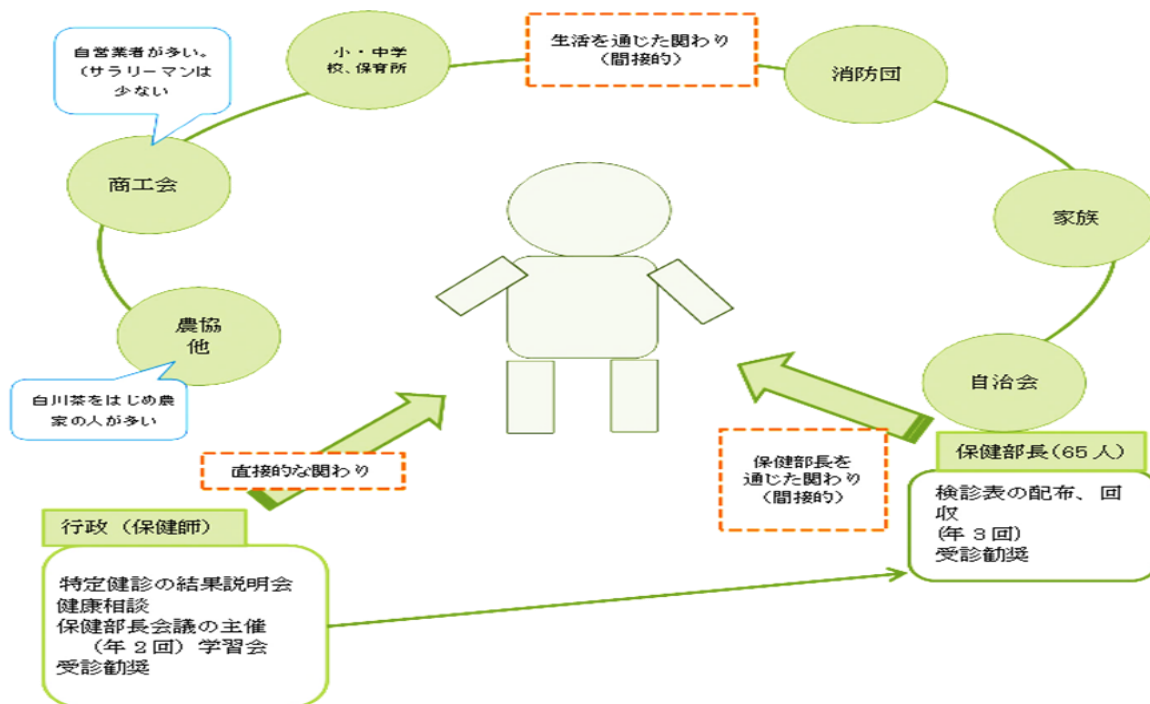 自営業者が多い。
（サラリーマンは
少ない
小・中学
校、保育所
生活を通じた関わり
（間接的）
消防団
商工会
家族
農協
他
白川茶をはじめ農
家の人が多い
自治会
直接的な関わり
保健部長を
通じた関わり
（間接的）
保健部長（65人）
検診表の配布、回
収
(年3回)
受診勧奨
行政（保健師）
特定健診の結果説明会
健康相談
保健部長会議の主催
（年2回）学習会
受診勧奨